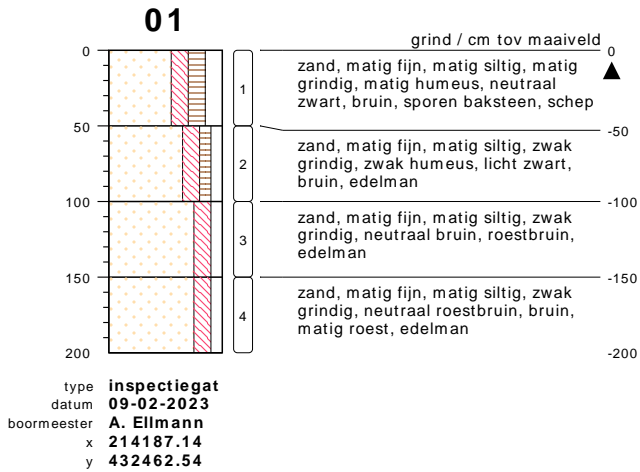 01
grind / cm tov maaiveld
0
0
1
zand, matig fijn, matig siltig, matig
grindig, matig humeus, neutraal
zwart, bruin, sporen baksteen, schep
50
-50
2
zand, matig fijn, matig siltig, zwak
grindig, zwak humeus, licht zwart,
bruin, edelman
100
-100
3
zand, matig fijn, matig siltig, zwak
grindig, neutraal bruin, roestbruin,
edelman
150
-150
4
zand, matig fijn, matig siltig, zwak
grindig, neutraal roestbruin, bruin,
matig roest, edelman
200
-200
type inspectiegat
datum 09-02-2023
boormeester A. Ellmann
x 214187.14
y 432462.54